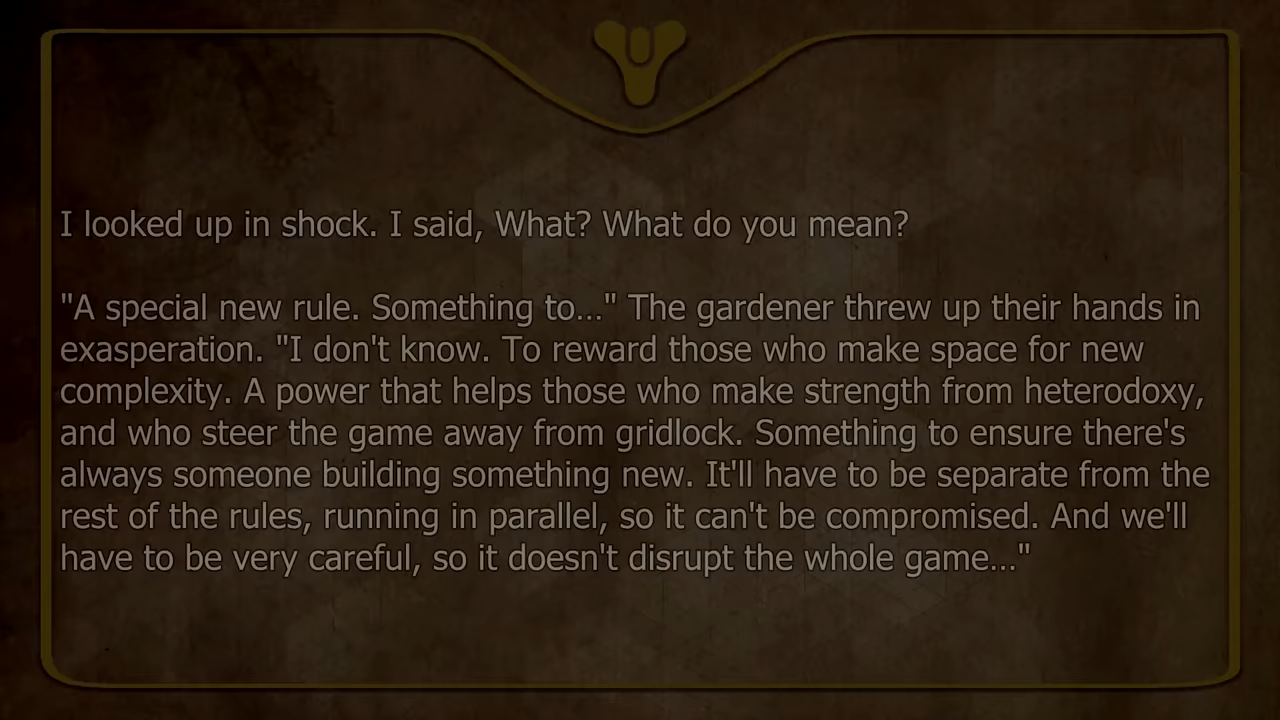 I looked up in shock. I said, What? What do you mean?
"A special new rule. Something to..." The gardener threw up their hands in
exasperation. "I don't know. To reward those who make space for new
complexity. A power that helps those who make strength from heterodoxy,
and who steer the game away from gridlock. Something to ensure there's
always someone building something new. It'll have to be separate from the
rest of the rules, running in parallel, so it can't be compromised. And we'll
have to be very careful, so it doesn't disrupt the whole game..."